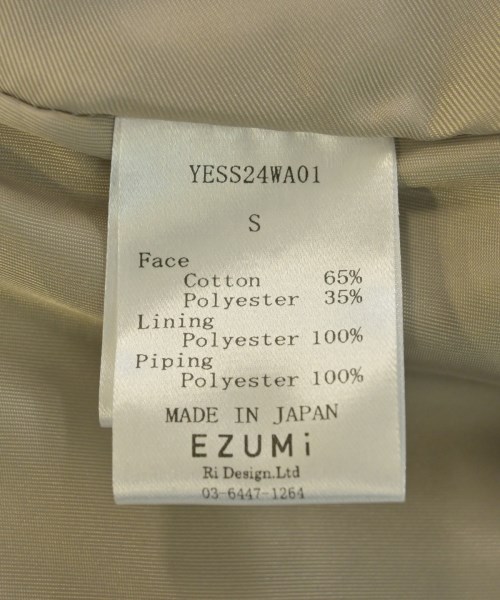 YESS24WA01
S
Face
Cotton 65%
Polyester 35%
Lining
Polyester 100%
Piping
Polyester 100%
MADE IN JAPAN
EZUMi
Ri Design.Ltd
03-6447-1264